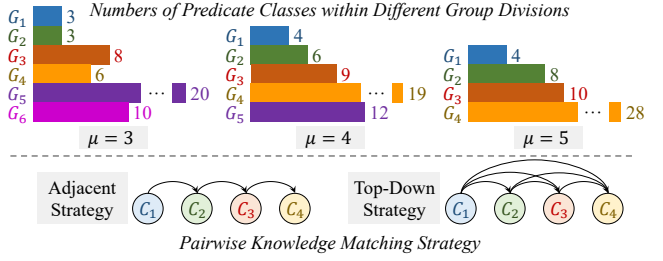 Numbers of Predicate Classes within Different Group Divisions
G₁ 3
G₂ 3
G₃ 8
G₄ 6
G₅ ... 20
G₆ 10
μ = 3
G₁ 4
G₂ 6
G₃ 9
G₄ ... 19
G₅ 12
μ = 4
G₁ 4
G₂ 8
G₃ 10
G₄ ... 28
μ = 5
Adjacent
Strategy
C₁ C₂ C₃ C₄
Top-Down
Strategy
C₁ C₂ C₃ C₄
Pairwise Knowledge Matching Strategy